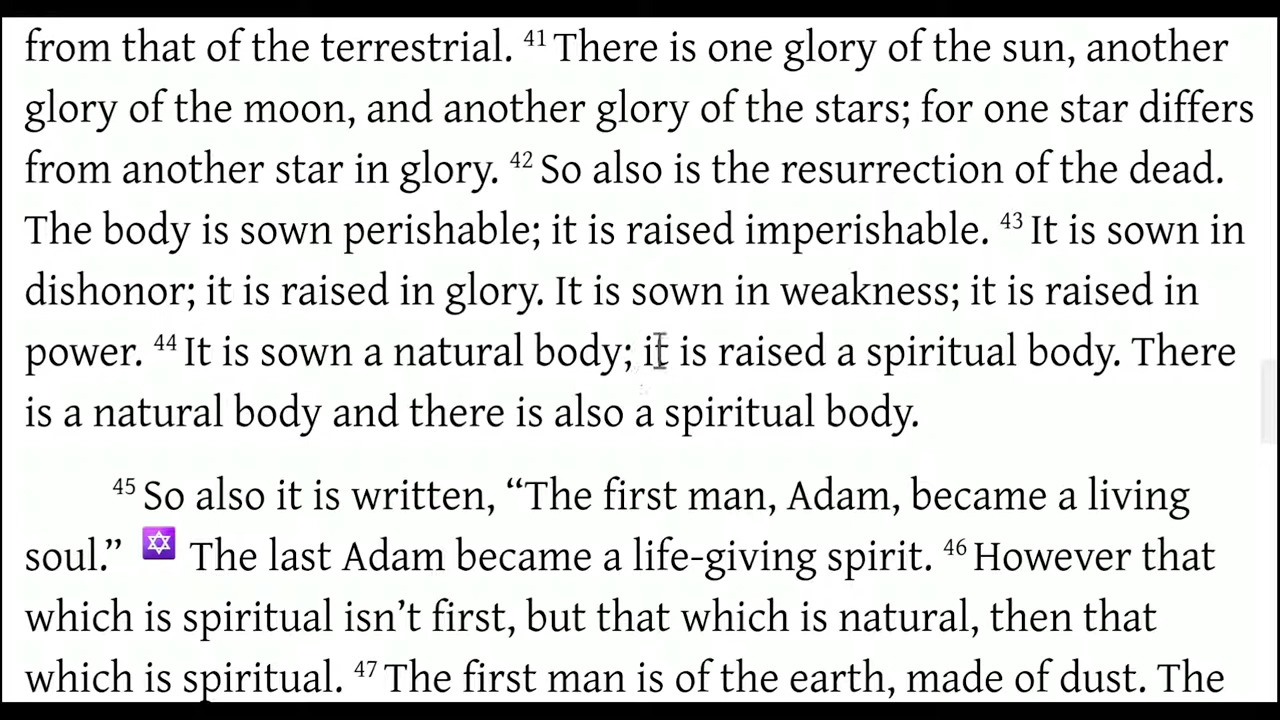 from that of the terrestrial. 41 There is one glory of the sun, another
glory of the moon, and another glory of the stars; for one star differs
from another star in glory. 42 So also is the resurrection of the dead.
The body is sown perishable; it is raised imperishable. 43 It is sown in
dishonor; it is raised in glory. It is sown in weakness; it is raised in
power. 44 It is sown a natural body; it is raised a spiritual body. There
is a natural body and there is also a spiritual body.
45 So also it is written, “The first man, Adam, became a living
soul.” 🔯 The last Adam became a life-giving spirit. 46 However that
which is spiritual isn’t first, but that which is natural, then that
which is spiritual. 47 The first man is of the earth, made of dust. The